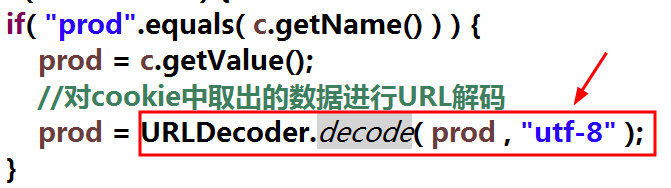 if( "prod".equals( c.getName() ) ) {
prod = c.getValue();
//对cookie中取出的数据进行URL解码
prod = URLDecoder.decode( prod , "utf-8" );
}